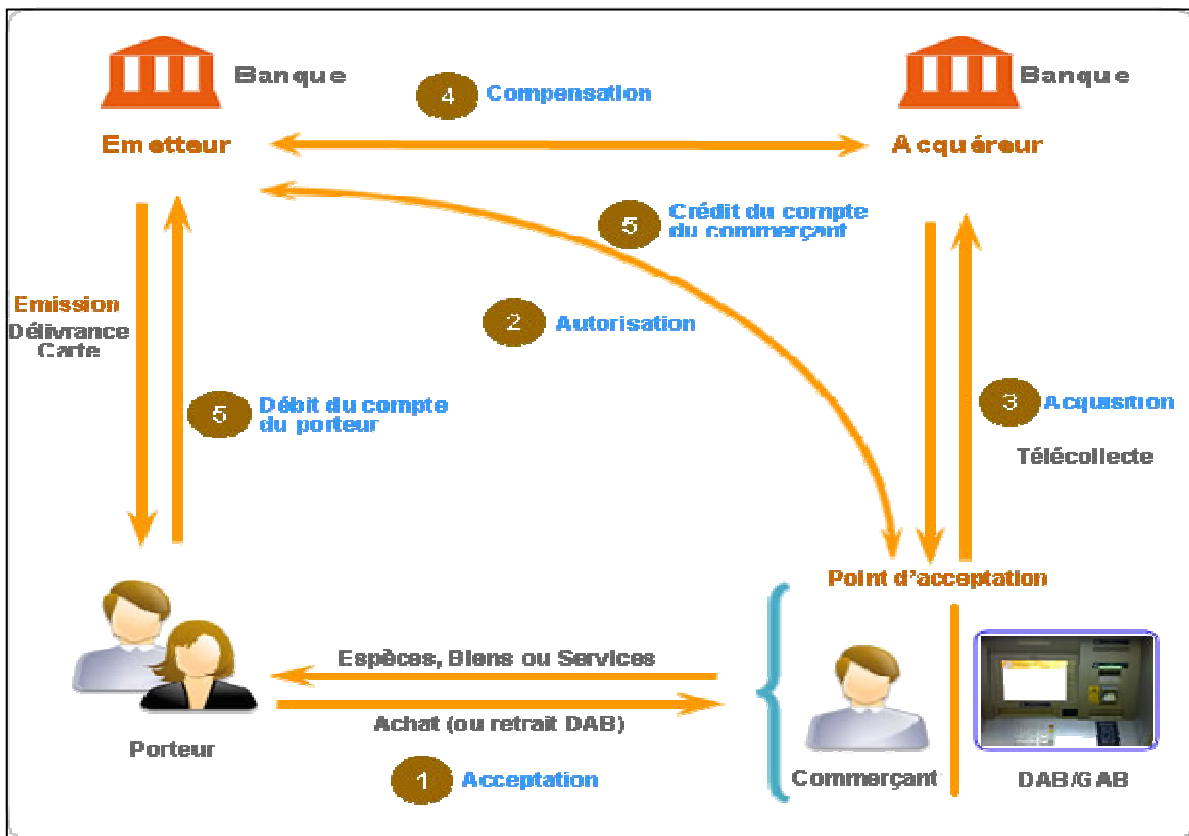 Banque
Emetteur
4
Compensation
Banque
Acquéreur
5
Crédit du compte
du commerçant
Emission
Délivrance
Carte
2
Autorisation
5
Débit du compte
du porteur
3
Acquisition
Télécollecte
Point d'acceptation
Espèces, Biens ou Services
Achat (ou retrait DAB)
Porteur
1
Acceptation
Commerçant
DAB/GAB